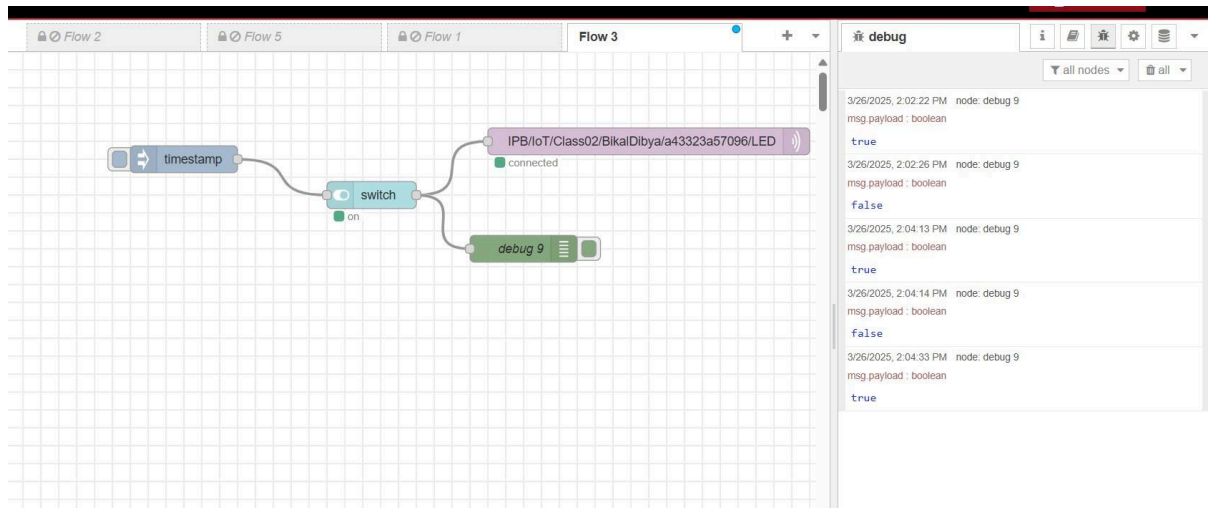 Flow 2
Flow 5
Flow 1
Flow 3
debug
all nodes
all
timestamp
IPB/IoT/Class02/BikalDibya/a43323a57096/LED
connected
switch
on
debug 9
3/26/2025, 2:02:22 PM node: debug 9
msg.payload : boolean
true
3/26/2025, 2:02:26 PM node: debug 9
msg.payload : boolean
false
3/26/2025, 2:04:13 PM node: debug 9
msg.payload : boolean
true
3/26/2025, 2:04:14 PM node: debug 9
msg.payload : boolean
false
3/26/2025, 2:04:33 PM node: debug 9
msg.payload : boolean
true